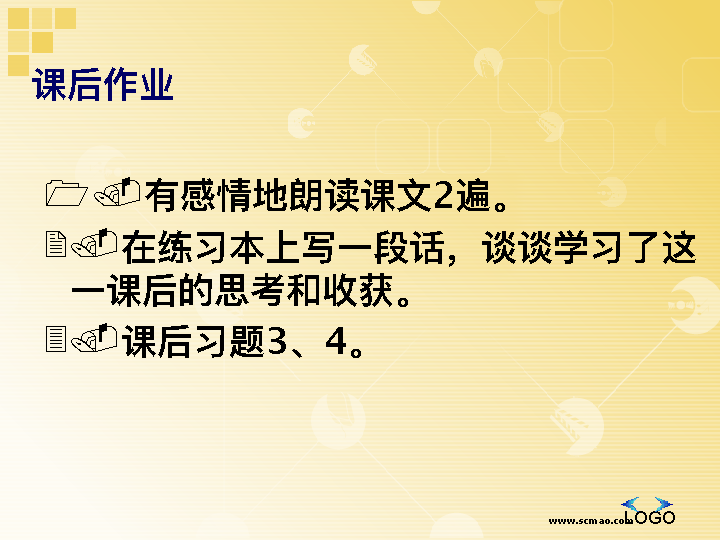 课后作业
1.有感情地朗读课文2遍。
2.在练习本上写一段话，谈谈学习了这
一课后的思考和收获。
3.课后习题3、4。
www.scmao.com
LOGO